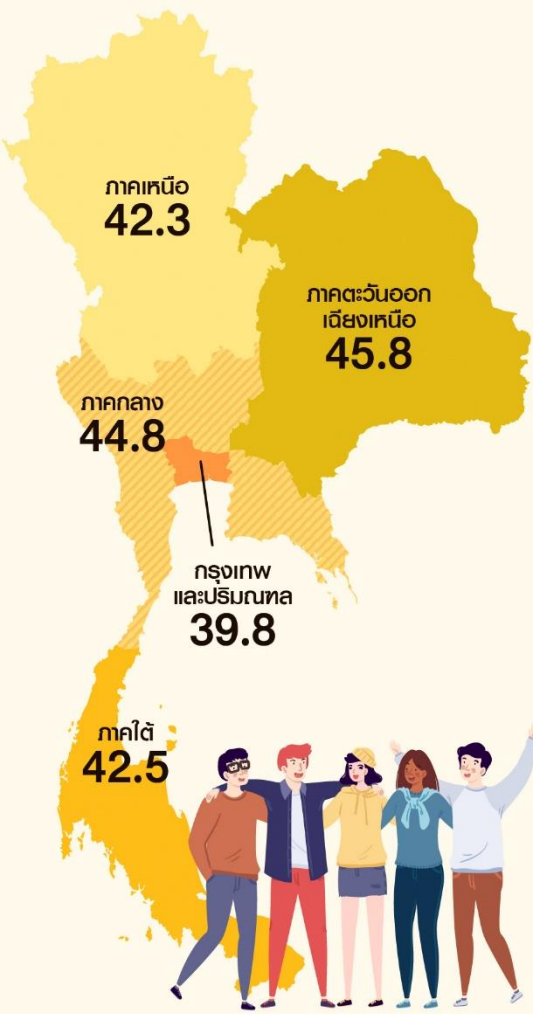 ภาคเหนือ
42.3
ภาคตะวันออก
เฉียงเหนือ
45.8
ภาคกลาง
44.8
กรุงเทพ
และปริมณฑล
39.8
ภาคใต้
42.5